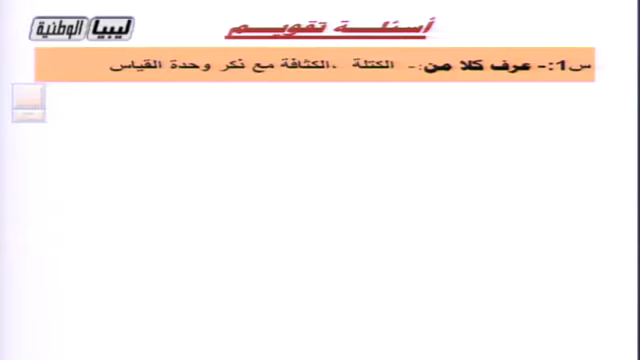 ليبيا الوطنية
أسئلة تقويم
س1:- عرف كلا من :- الكتلة ،الكثافة مع ذكر وحدة القياس